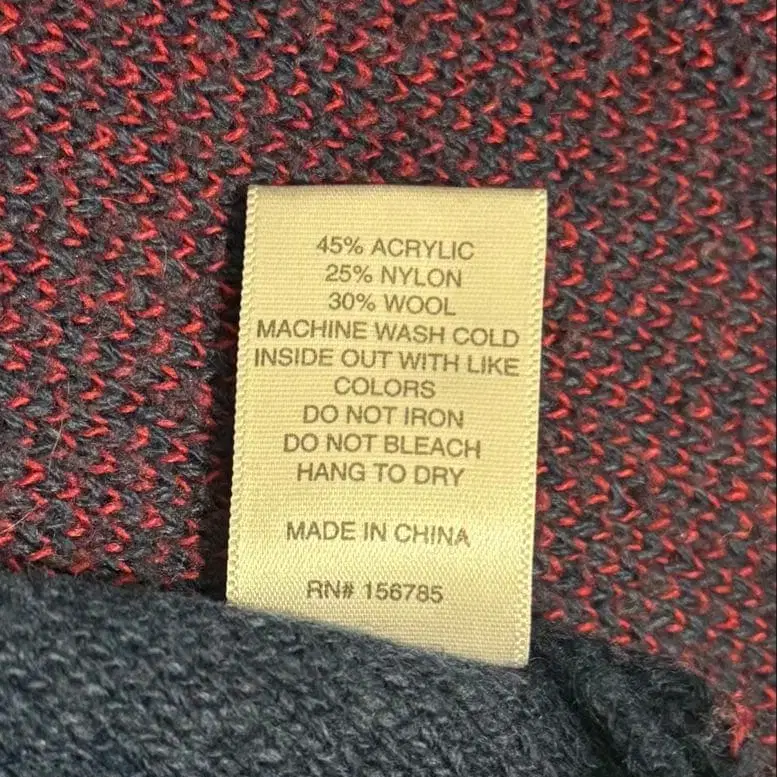 45% ACRYLIC
25% NYLON
30% WOOL
MACHINE WASH COLD
INSIDE OUT WITH LIKE
COLORS
DO NOT IRON
DO NOT BLEACH
HANG TO DRY
MADE IN CHINA
RN# 156785